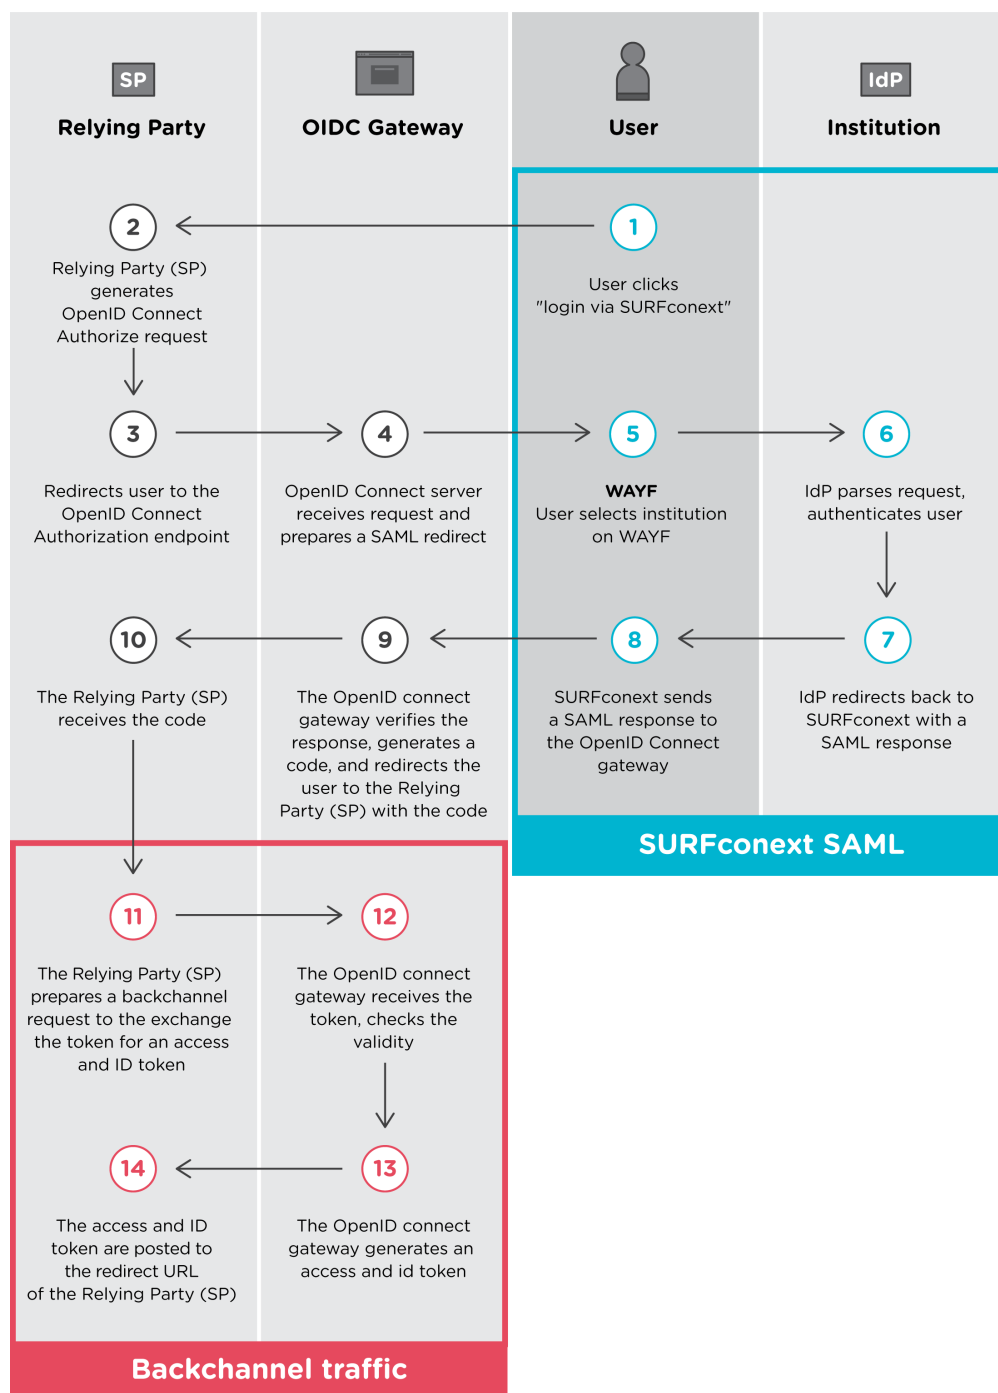 SP
Relying Party
OIDC Gateway
User
IdP
Institution
2
Relying Party (SP)
generates
OpenID Connect
Authorize request
1
User clicks
"login via SURFconext"
3
Redirects user to the
OpenID Connect
Authorization endpoint
4
OpenID Connect server
receives request and
prepares a SAML redirect
5
WAYF
User selects institution
on WAYF
6
IdP parses request,
authenticates user
10
The Relying Party (SP)
receives the code
9
The OpenID connect
gateway verifies the
response, generates a
code, and redirects the
user to the Relying
Party (SP) with the code
8
SURFconext sends
a SAML response to
the OpenID Connect
gateway
7
IdP redirects back to
SURFconext with a
SAML response
SURFconext SAML
11
The Relying Party (SP)
prepares a backchannel
request to the exchange
the token for an access
and ID token
12
The OpenID connect
gateway receives the
token, checks the
validity
14
The access and ID
token are posted to
the redirect URL
of the Relying Party (SP)
13
The OpenID connect
gateway generates an
access and id token
Backchannel traffic